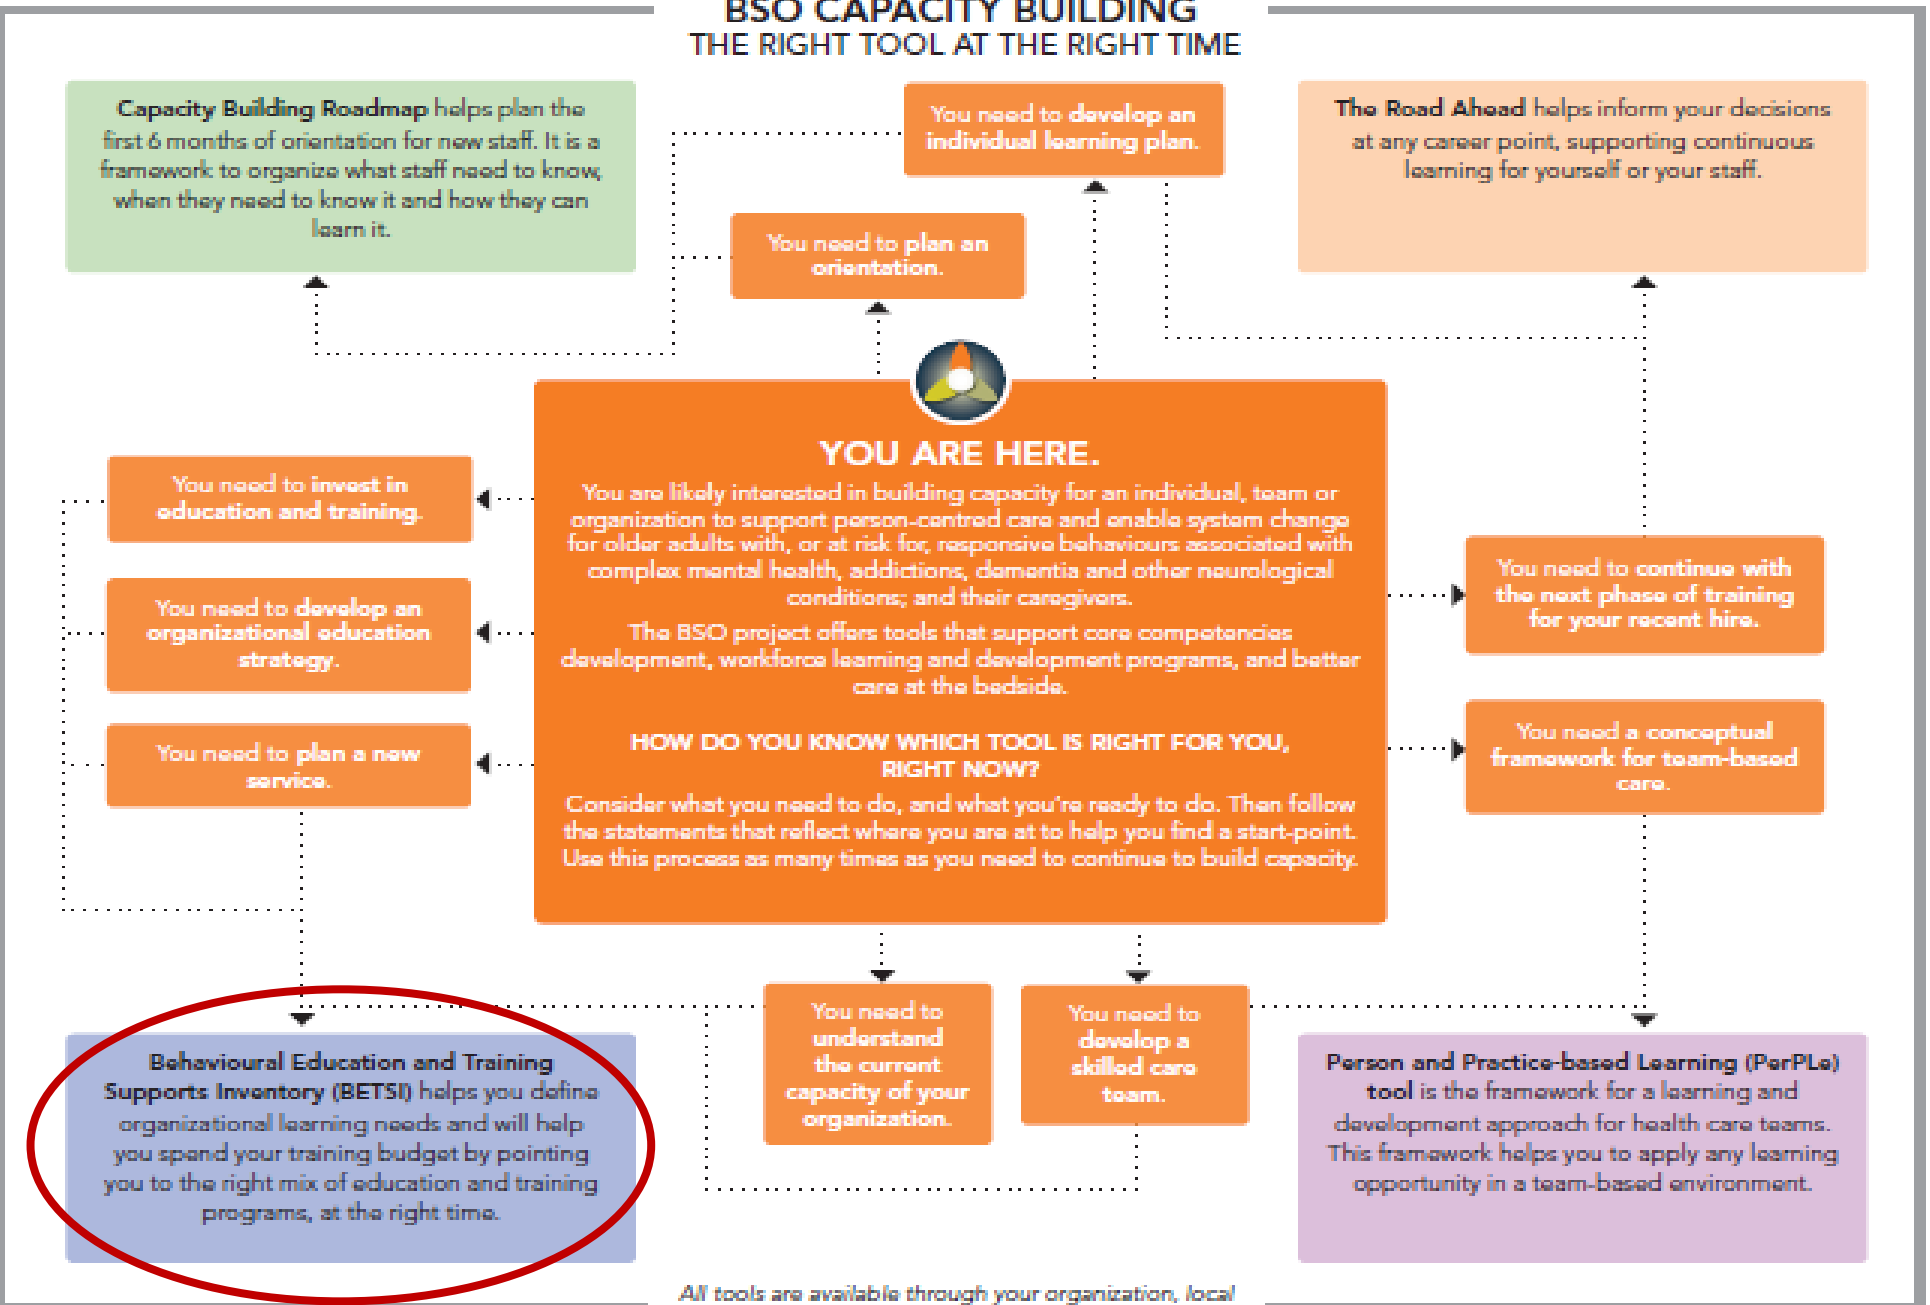 BSO CAPACITY BUILDING
THE RIGHT TOOL AT THE RIGHT TIME
Capacity Building Roadmap helps plan the
first 6 months of orientation for new staff. It is a
framework to organize what staff need to know,
when they need to know it and how they can
learn it.
You need to develop an
individual learning plan.
The Road Ahead helps inform your decisions
at any career point, supporting continuous
learning for yourself or your staff.
You need to plan an
orientation.
YOU ARE HERE.
You are likely interested in building capacity for an individual, team or
organization to support person-centred care and enable system change
for older adults with, or at risk for, responsive behaviours associated with
complex mental health, addictions, dementia and other neurological
conditions; and their caregivers.
The BSO project offers tools that support core competencies
development, workforce learning and development programs, and better
care at the bedside.
HOW DO YOU KNOW WHICH TOOL IS RIGHT FOR YOU,
RIGHT NOW?
Consider what you need to do, and what you're ready to do. Then follow
the statements that reflect where you are at to help you find a start-point.
Use this process as many times as you need to continue to build capacity.
You need to invest in
education and training.
You need to develop an
organizational education
strategy.
You need to plan a new
service.
You need to continue with
the next phase of training
for your recent hire.
You need a conceptual
framework for team-based
care.
You need to
understand
the current
capacity of your
organization.
You need to
develop a
skilled care
team.
Behavioural Education and Training
Supports Inventory (BETSI) helps you define
organizational learning needs and will help
you spend your training budget by pointing
you to the right mix of education and training
programs, at the right time.
Person and Practice-based Learning (PerPLe)
tool is the framework for a learning and
development approach for health care teams.
This framework helps you to apply any learning
opportunity in a team-based environment.
All tools are available through your organization, local